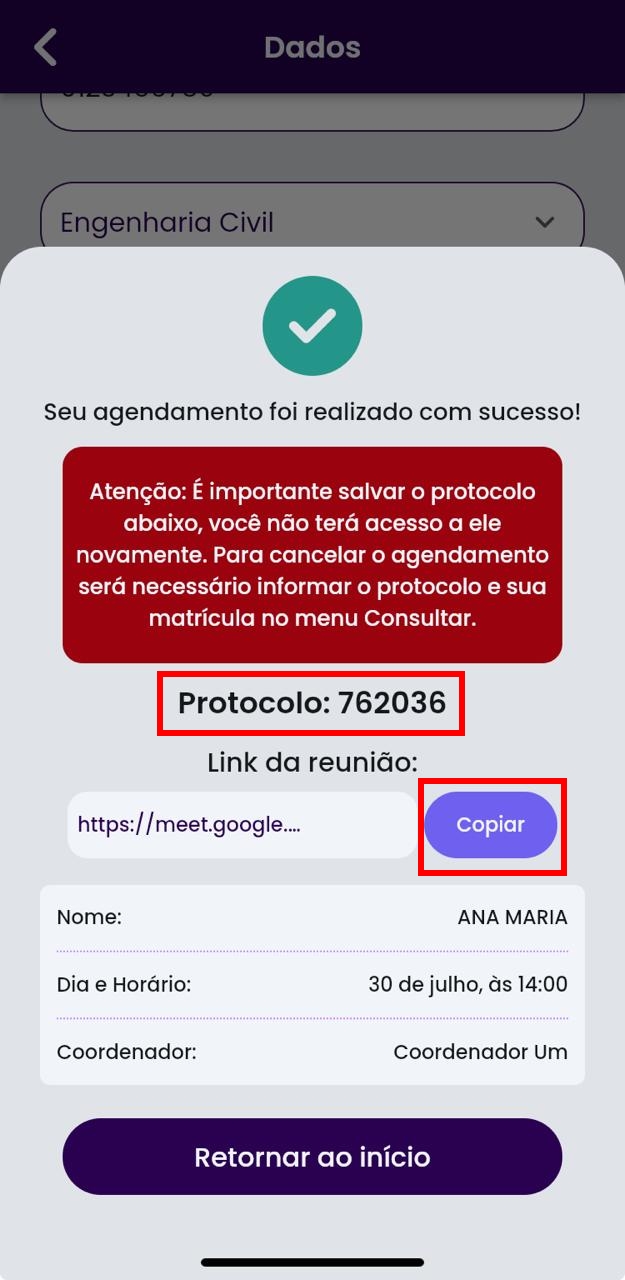 Dados
Engenharia Civil
Seu agendamento foi realizado com sucesso!
Atenção: É importante salvar o protocolo
abaixo, você não terá acesso a ele
novamente. Para cancelar o agendamento
será necessário informar o protocolo e sua
matrícula no menu Consultar.
Protocolo: 762036
Link da reunião:
https://meet.google....
Copiar
Nome: ANA MARIA
Dia e Horário: 30 de julho, às 14:00
Coordenador: Coordenador Um
Retornar ao início